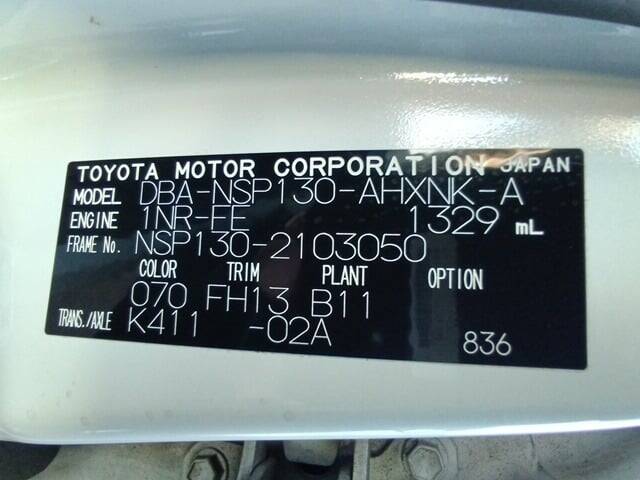 TOYOTA MOTOR CORPORATION JAPAN
MODEL DBA-NSP130-AHXNK-A
ENGINE 1NR-FE 1329 mL
FRAME No. NSP130-2103050
COLOR TRIM PLANT OPTION
070 FH13 B11
TRANS./AXLE K411 -02A
836